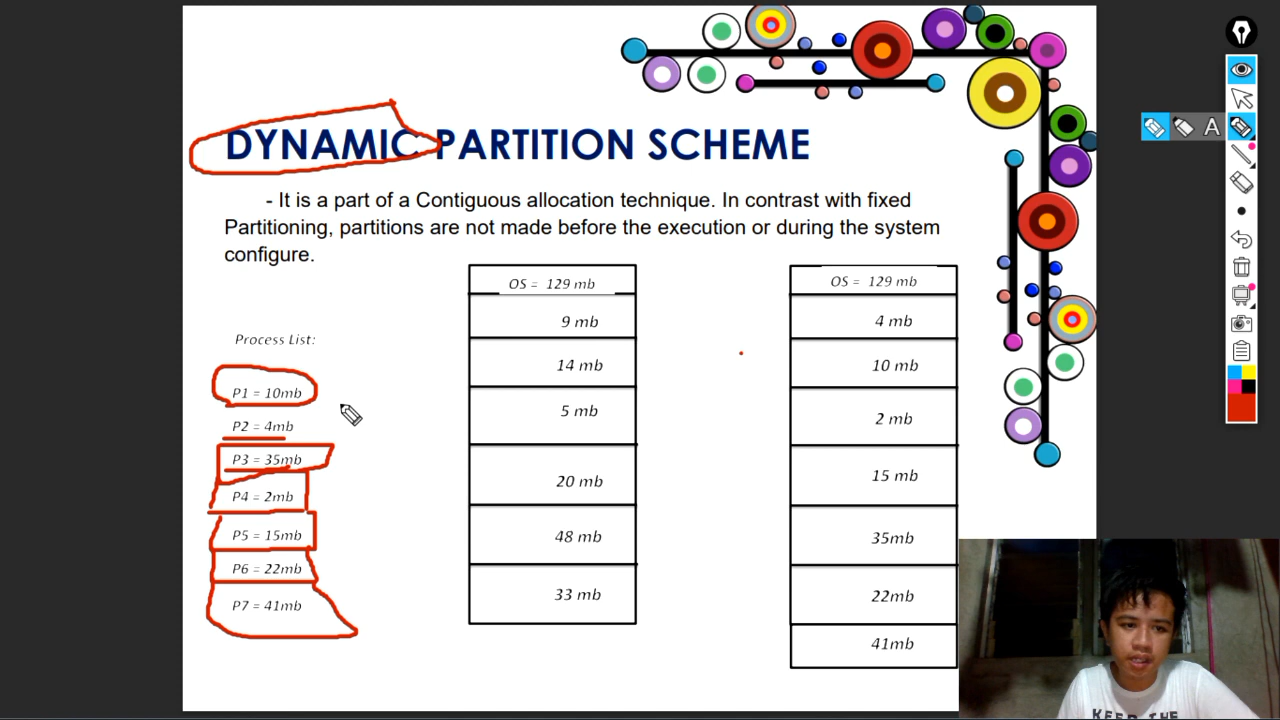 DYNAMIC PARTITION SCHEME
- It is a part of a Contiguous allocation technique. In contrast with fixed
Partitioning, partitions are not made before the execution or during the system
configure.
Process List:
P1 = 10mb
P2 = 4mb
P3 = 35mb
P4 = 2mb
P5 = 15mb
P6 = 22mb
P7 = 41mb
OS = 129 mb
9 mb
14 mb
5 mb
20 mb
48 mb
33 mb
OS = 129 mb
4 mb
10 mb
2 mb
15 mb
35mb
22mb
41mb
A
KEEP THE